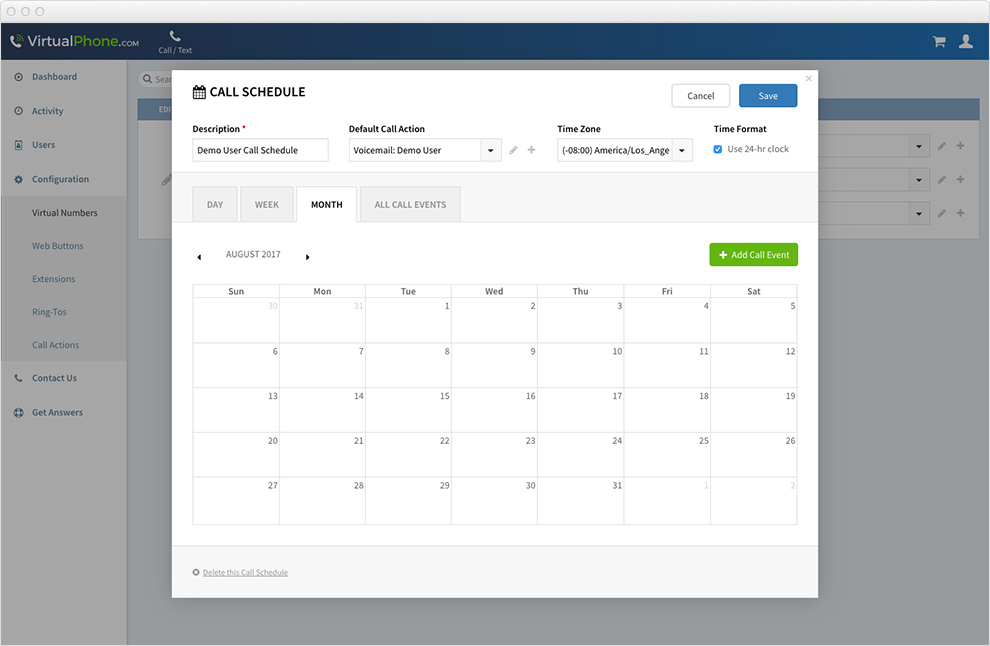 VirtualPhone.COM
Call / Text
Dashboard
Activity
Users
Configuration
Virtual Numbers
Web Buttons
Extensions
Ring-Tos
Call Actions
Contact Us
Get Answers
CALL SCHEDULE
Cancel
Save
Description *
Default Call Action
Time Zone
Time Format
Demo User Call Schedule
Voicemail: Demo User
(-08:00) America/Los_Ange
Use 24-hr clock
DAY WEEK MONTH ALL CALL EVENTS
AUGUST 2017
Add Call Event
Sun Mon Tue Wed Thu Fri Sat
30 31 1 2 3 4 5
6 7 8 9 10 11 12
13 14 15 16 17 18 19
20 21 22 23 24 25 26
27 28 29 30 31 1 2
Delete this Call Schedule